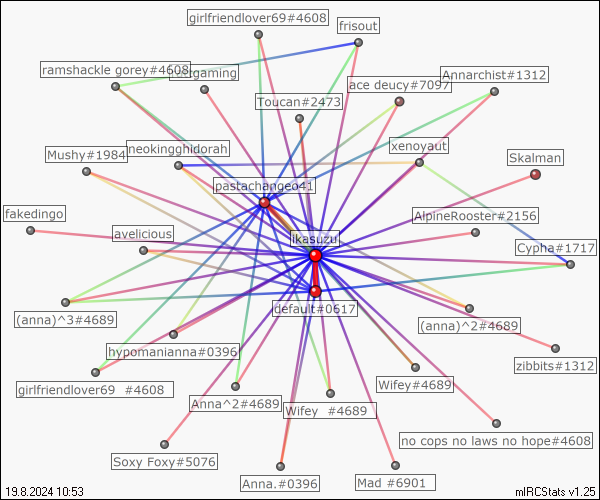 girlfriendlover69#4608
frisout
ramshackle gorey#4608
gaming
ace deucy#7097
Annarchist#1312
Toucan#2473
neokingghidorah
xenoyaut
Mushy#1984
Skalman
pastachangeo41
fakedingo
AlpineRooster#2156
avelicious
ikasuzu
Cypha#1717
default#0617
(anna)^3#4689
(anna)^2#4689
hypomanianna#0396
zibbits#1312
girlfriendlover69 #4608
Wifey#4689
Anna^2#4689
Wifey #4689
no cops no laws no hope#4608
Soxy Foxy#5076
Anna.#0396
Mad #6901
19.8.2024 10:53
mIRCStats v1.25